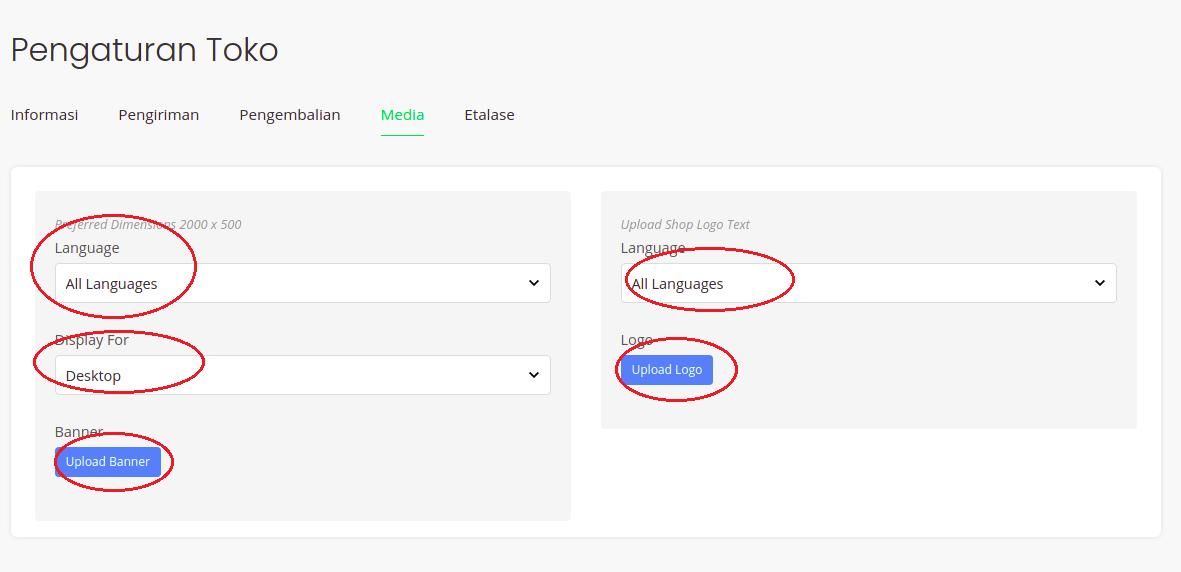 Pengaturan Toko
Informasi Pengiriman Pengembalian Media Etalase
Preferred Dimensions 2000 x 500
Language
All Languages
Display For
Desktop
Banner
Upload Banner
Upload Shop Logo Text
Language
All Languages
Logo
Upload Logo